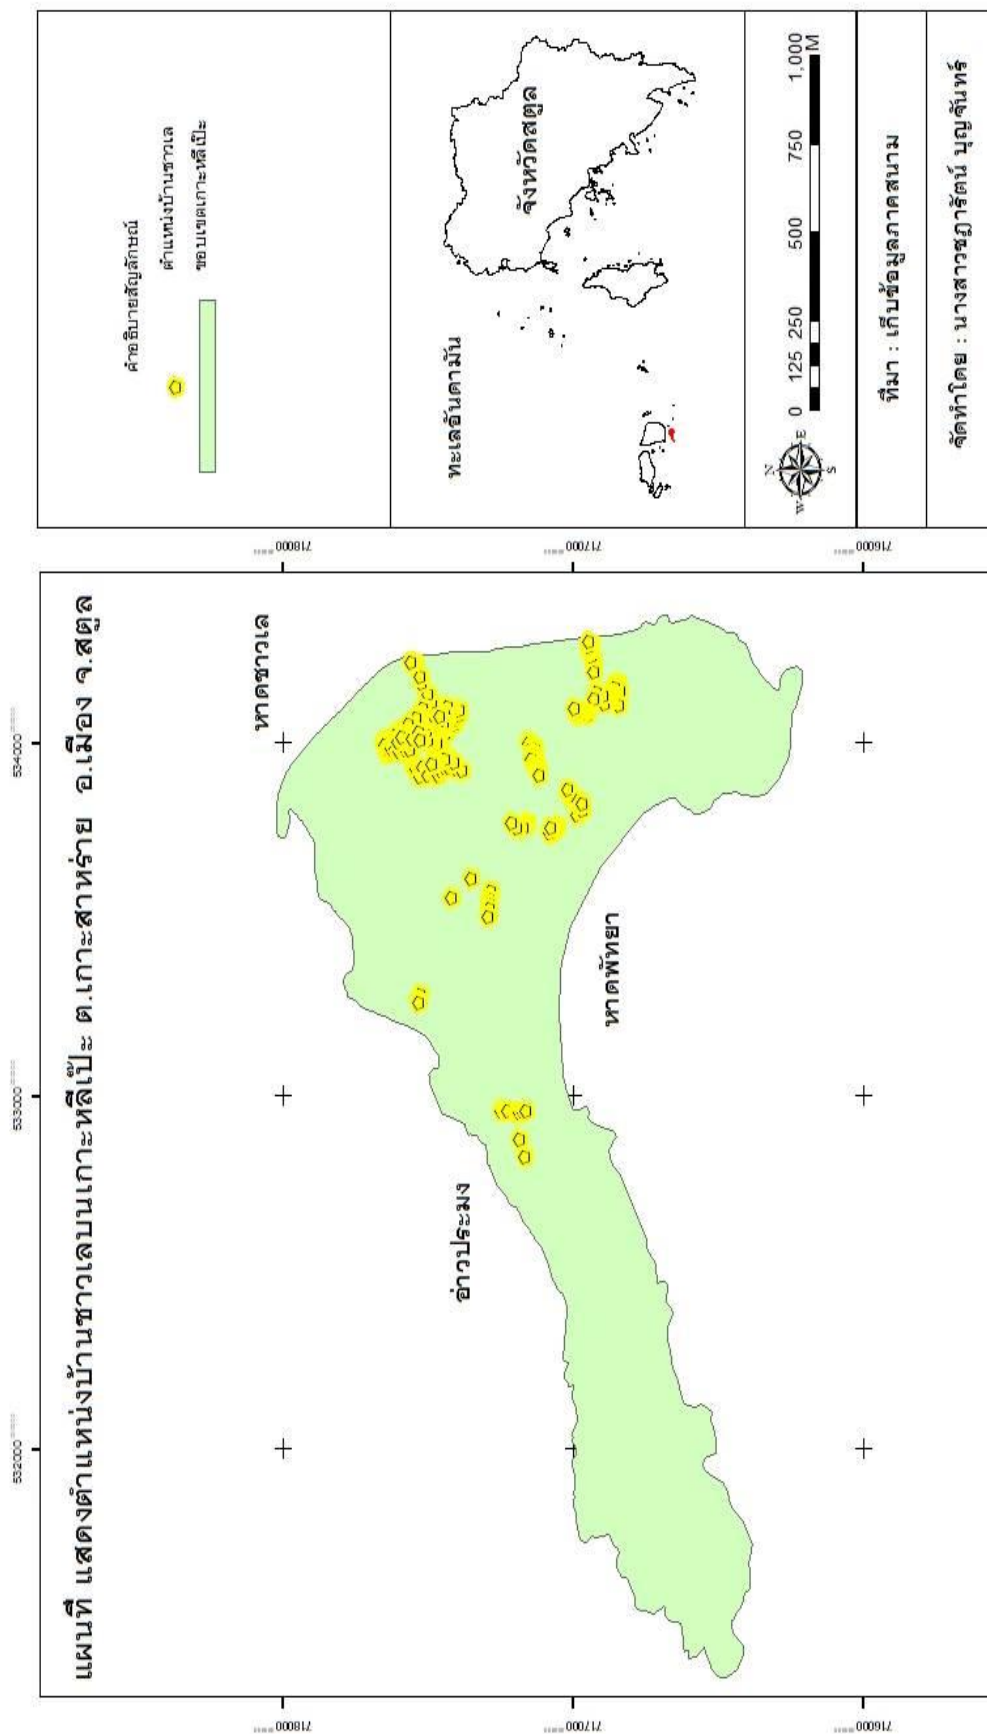 แผนที่ แสดงตำแหน่งบ้านชาวเลบนเกาะหลีเป๊ะ ต.เกาะสาหร่าย อ.เมือง จ.สตูล
532000
533000
534000
718000
718000
หาดชาวเล
อ่าวประมง
หาดพัทยา
717000
717000
716000
716000
คำอธิบายสัญลักษณ์
ตำแหน่งบ้านชาวเล
ขอบเขตเกาะหลีเป๊ะ
ทะเลอันดามัน
จังหวัดสตูล
N
W
E
S
0 125 250 500 750 1,000
M
ที่มา : เก็บข้อมูลภาคสนาม
จัดทำโดย : นางสาวชฎารัตน์ บุญจันทร์